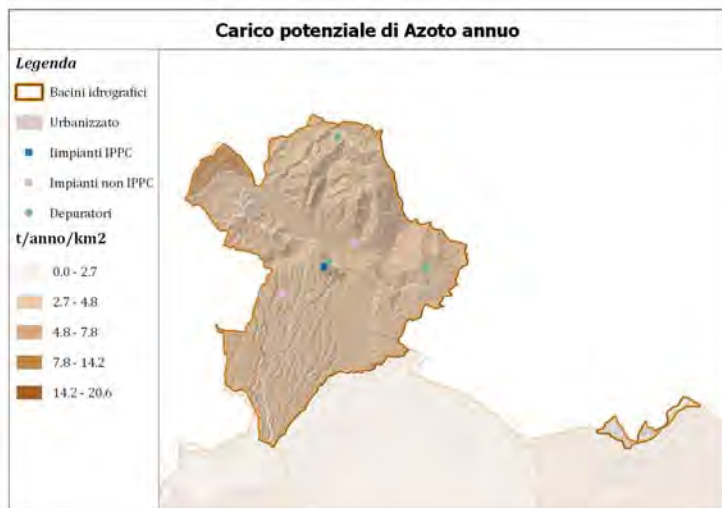 Carico potenziale di Azoto annuo
Legenda
Bacini idrografici
Urbanizzato
Iimpianti IPPC
Impianti non IPPC
Depuratori
t/anno/km2
0.0 - 2.7
2.7 - 4.8
4.8 - 7.8
7.8 - 14.2
14.2 - 20.6